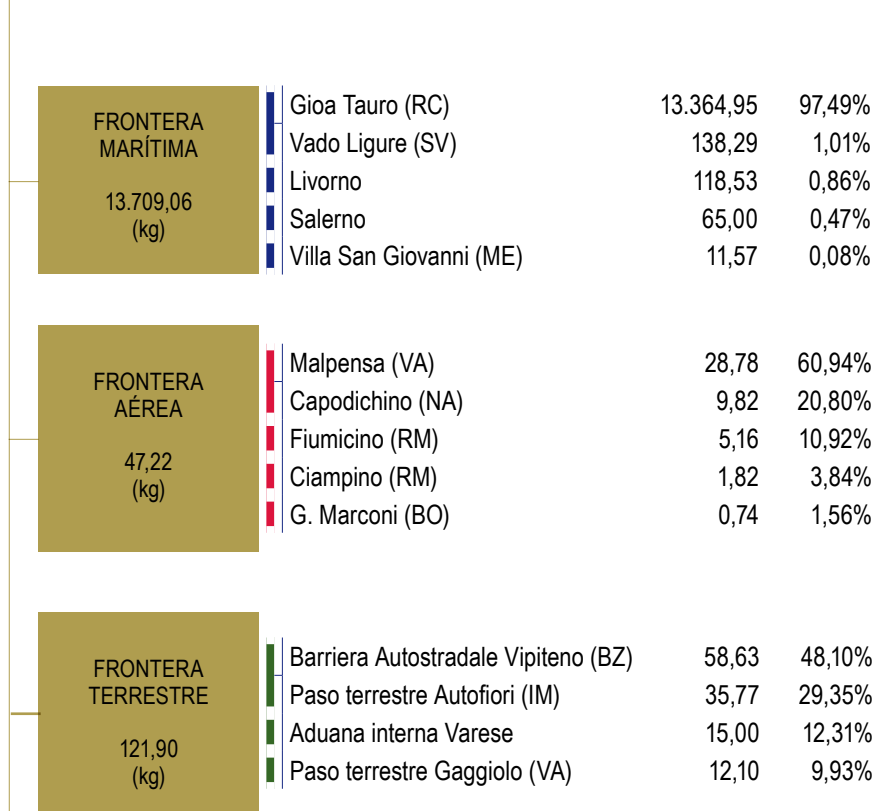 FRONTERA
MARÍTIMA
13.709,06
(kg)
Gioa Tauro (RC) 13.364,95 97,49%
Vado Ligure (SV) 138,29 1,01%
Livorno 118,53 0,86%
Salerno 65,00 0,47%
Villa San Giovanni (ME) 11,57 0,08%
FRONTERA
AÉREA
47,22
(kg)
Malpensa (VA) 28,78 60,94%
Capodichino (NA) 9,82 20,80%
Fiumicino (RM) 5,16 10,92%
Ciampino (RM) 1,82 3,84%
G. Marconi (BO) 0,74 1,56%
FRONTERA
TERRESTRE
121,90
(kg)
Barriera Autostradale Vipiteno (BZ) 58,63 48,10%
Paso terrestre Autofiori (IM) 35,77 29,35%
Aduana interna Varese 15,00 12,31%
Paso terrestre Gaggiolo (VA) 12,10 9,93%